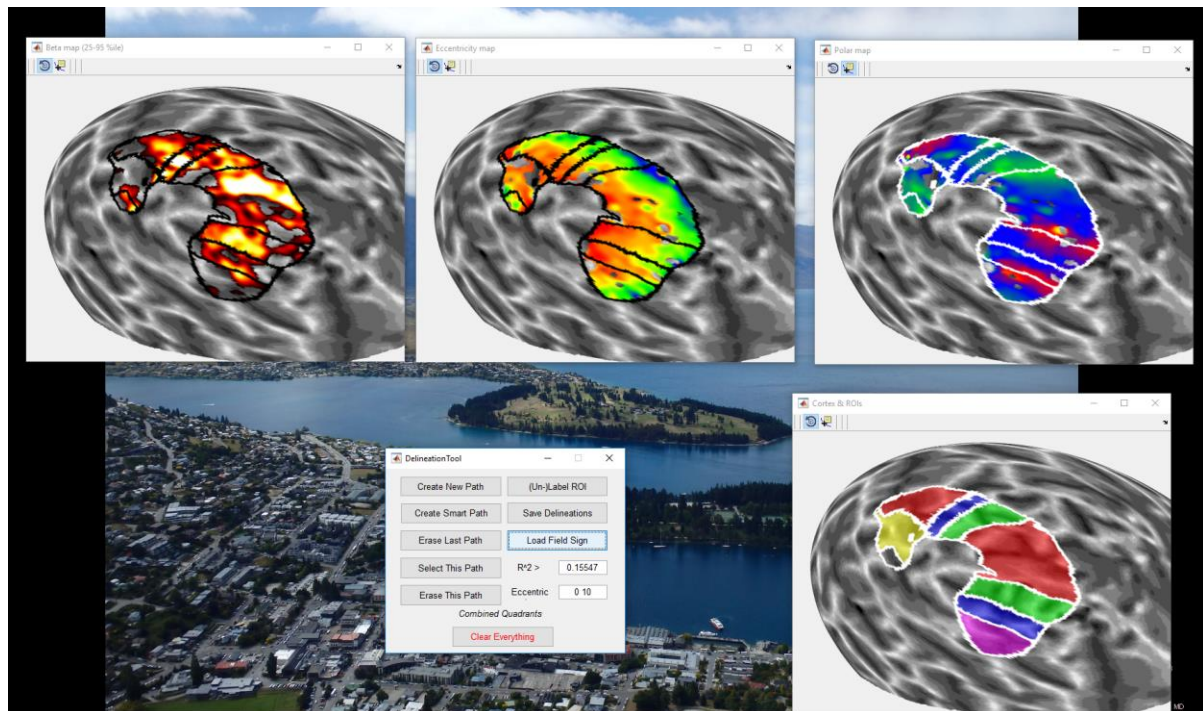 Beta map (25-95 %ile)
Eccentricity map
Polar map
Cortex & ROIs
DelineationTool
Create New Path
(Un-)Label ROI
Create Smart Path
Save Delineations
Erase Last Path
Load Field Sign
Select This Path
R^2 >
0.15547
Erase This Path
Eccentric
0 10
Combined Quadrants
Clear Everything
MD